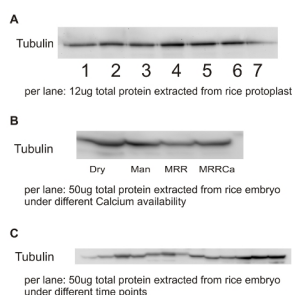 A
Tubulin
1 2 3 4 5 6 7
per lane: 12ug total protein extracted from rice protoplast
B
Tubulin
Dry Man MRR MRRCa
per lane: 50ug total protein extracted from rice embryo
under different Calcium availability
C
Tubulin
per lane: 50ug total protein extracted from rice embryo
under different time points